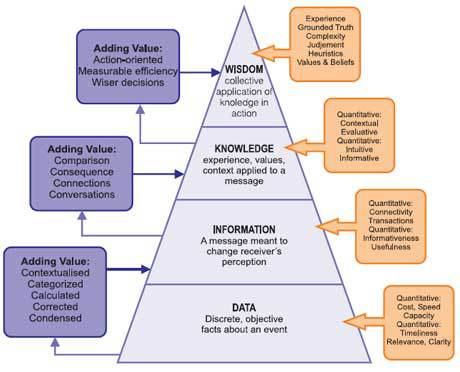 Adding Value:
Action-oriented
Measurable efficiency
Wiser decisions
WISDOM
collective
application of
knoledge in
action
Experience
Grounded Truth
Complexity
Judjement
Heuristics
Values & Beliefs
Adding Value:
Comparison
Consequence
Connections
Conversations
KNOWLEDGE
experience, values,
context applied to a
message
Quantitative:
Contextual
Evaluative
Quantitative:
Intuitive
Informative
Adding Value:
Contextualised
Categorized
Calculated
Corrected
Condensed
INFORMATION
A message meant to
change receiver's
perception
Quantitative:
Connectivity
Transactions
Quantitative:
Informativeness
Usefulness
DATA
Discrete, objective
facts about an event
Quantitative:
Cost, Speed
Capacity
Quantitative:
Timeliness
Relevance, Clarity